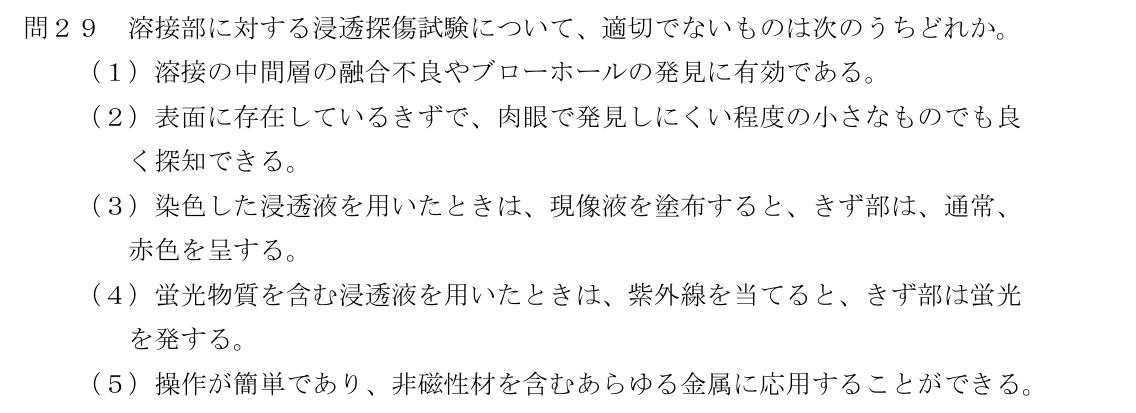 問２９　溶接部に対する浸透探傷試験について、適切でないものは次のうちどれか。
（１）溶接の中間層の融合不良やブローホールの発見に有効である。
（２）表面に存在しているきずで、肉眼で発見しにくい程度の小さなものでも良
く探知できる。
（３）染色した浸透液を用いたときは、現像液を塗布すると、きず部は、通常、
赤色を呈する。
（４）蛍光物質を含む浸透液を用いたときは、紫外線を当てると、きず部は蛍光
を発する。
（５）操作が簡単であり、非磁性材を含むあらゆる金属に応用することができる。